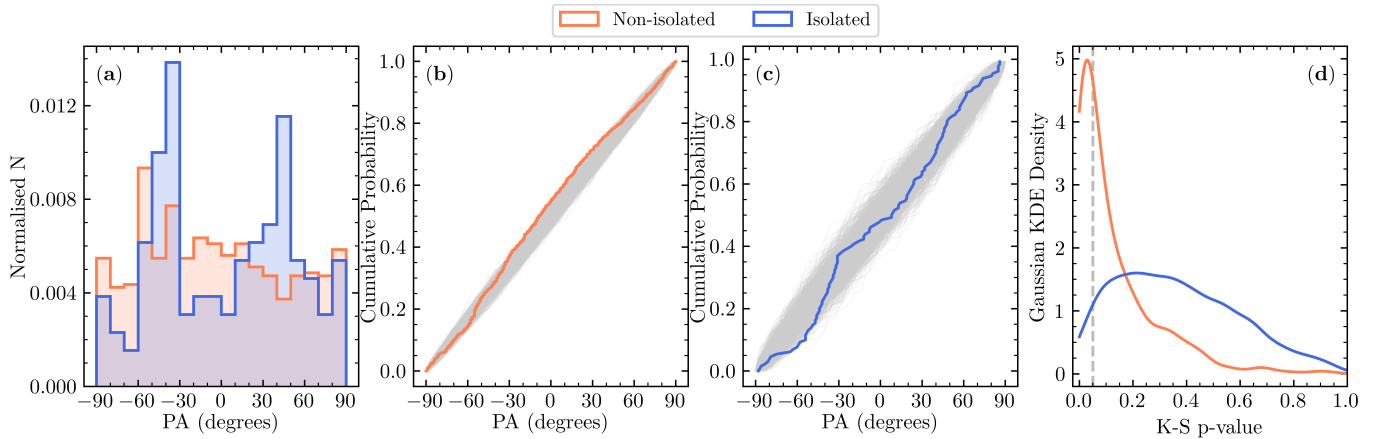 Non-isolated Isolated
(a)
Normalised N
0.012
0.008
0.004
0.000
−90 −60 −30 0 30 60 90
PA (degrees)
(b)
Cumulative Probability
1.0
0.8
0.6
0.4
0.2
0.0
−90 −60 −30 0 30 60 90
PA (degrees)
(c)
Cumulative Probability
1.0
0.8
0.6
0.4
0.2
0.0
−90 −60 −30 0 30 60 90
PA (degrees)
(d)
Gaussian KDE Density
5
4
3
2
1
0
0.0 0.2 0.4 0.6 0.8 1.0
K-S p-value